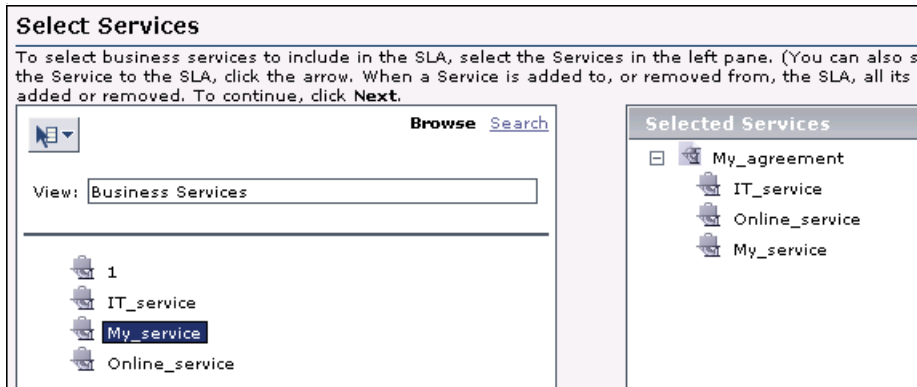 Select Services
To select business services to include in the SLA, select the Services in the left pane. (You can also s
the Service to the SLA, click the arrow. When a Service is added to, or removed from, the SLA, all its
added or removed. To continue, click Next.
Browse Search
View: Business Services
1
IT_service
My_service
Online_service
Selected Services
My_agreement
IT_service
Online_service
My_service